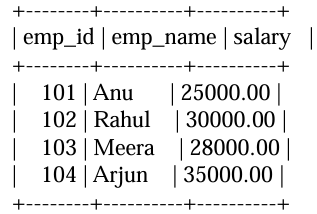 +--------+----------+----------+
| emp_id | emp_name | salary   |
+--------+----------+----------+
|    101 | Anu      | 25000.00 |
|    102 | Rahul    | 30000.00 |
|    103 | Meera    | 28000.00 |
|    104 | Arjun    | 35000.00 |
+--------+----------+----------+